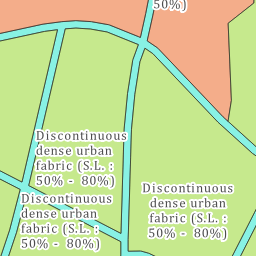 50%)
Discontinuous
dense urban
fabric (S.L. :
50% - 80%)
Discontinuous
dense urban
fabric (S.L. :
50% - 80%)
Discontinuous
dense urban
fabric (S.L. :
50% - 80%)